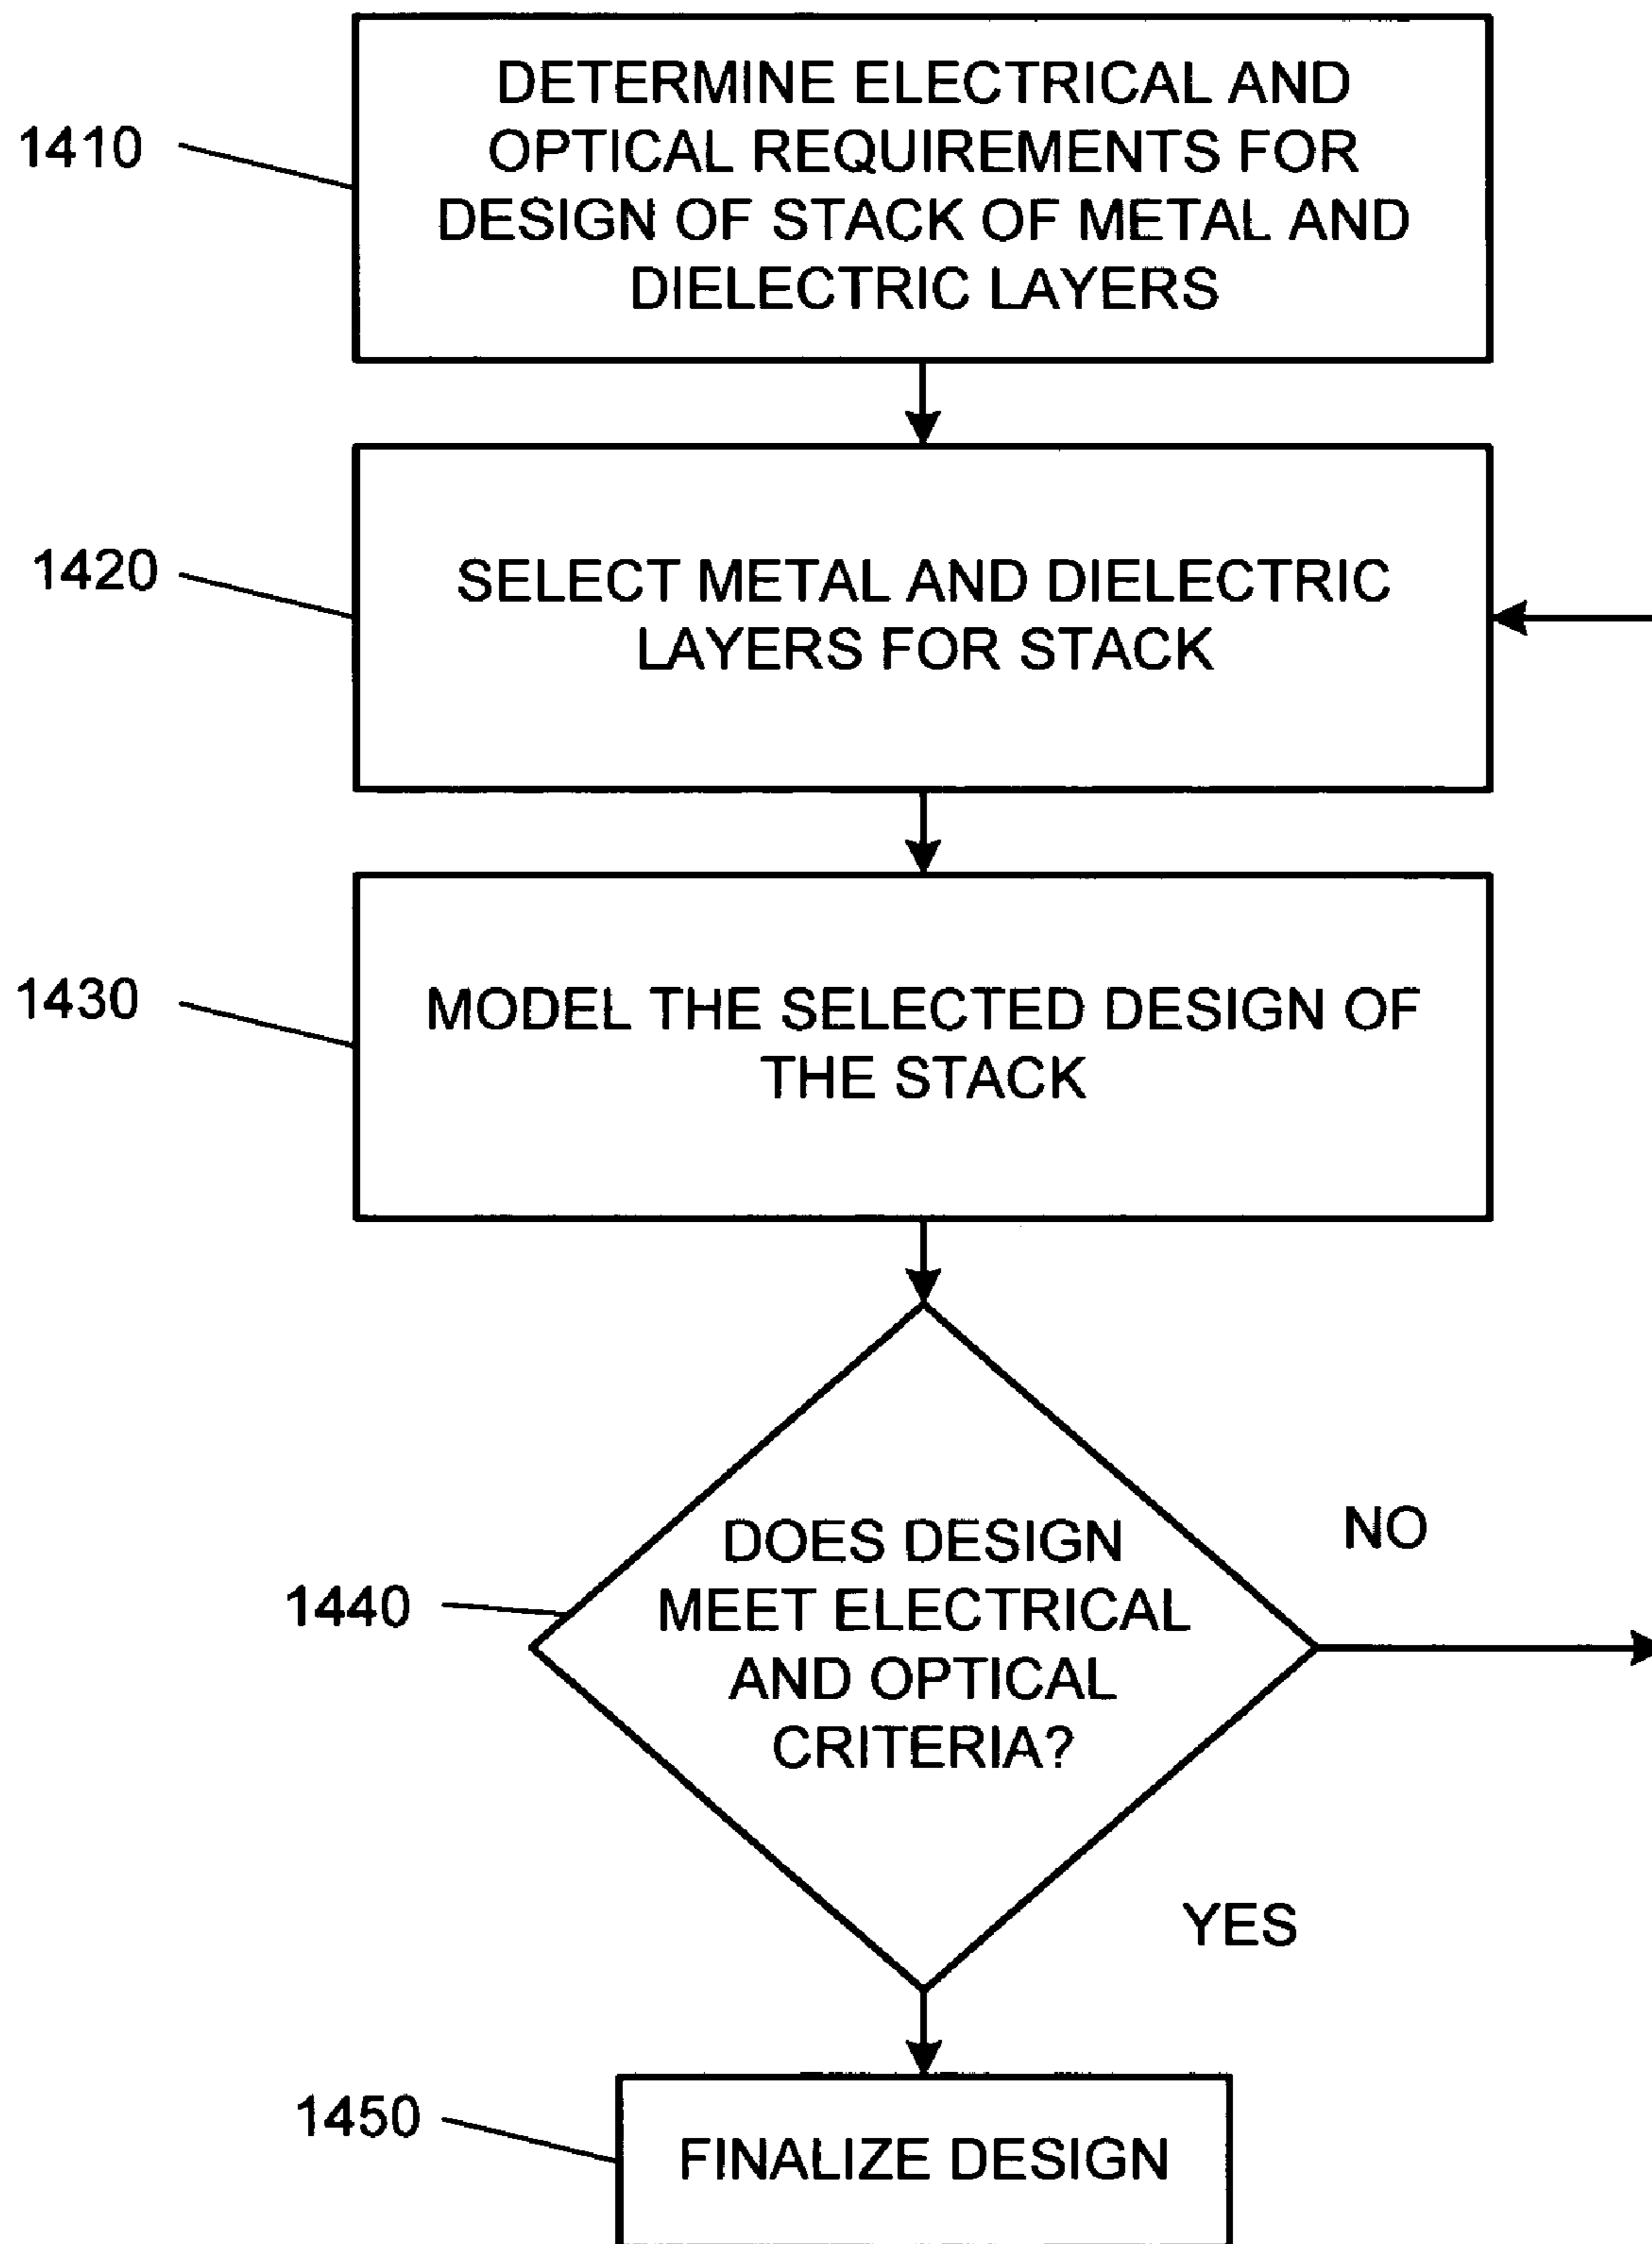 1410
DETERMINE ELECTRICAL AND
OPTICAL REQUIREMENTS FOR
DESIGN OF STACK OF METAL AND
DIELECTRIC LAYERS
1420
SELECT METAL AND DIELECTRIC
LAYERS FOR STACK
1430
MODEL THE SELECTED DESIGN OF
THE STACK
1440
DOES DESIGN
MEET ELECTRICAL
AND OPTICAL
CRITERIA?
NO
YES
1450
FINALIZE DESIGN